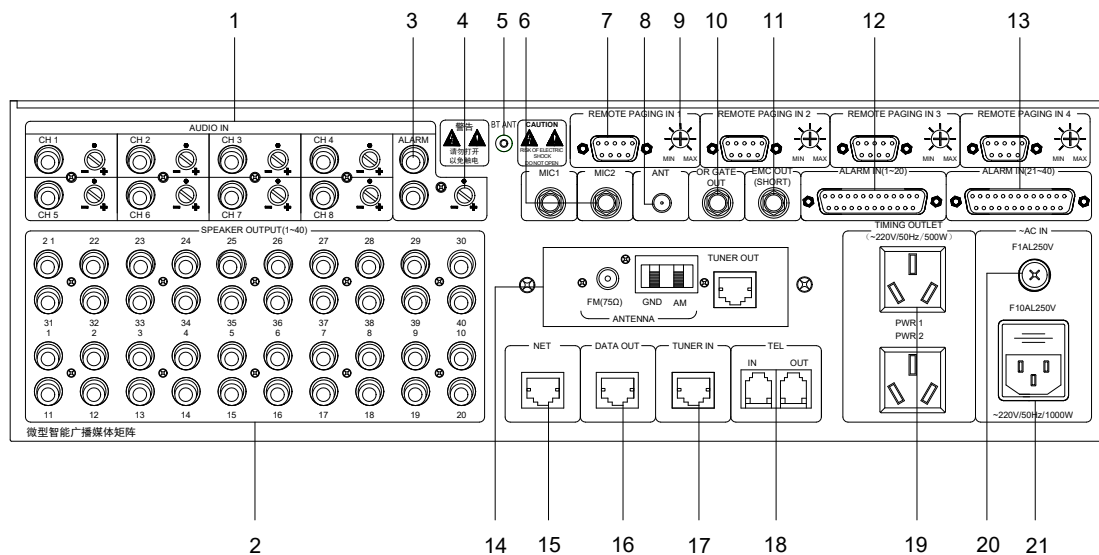 1 3 4 5 6 7 8 9 10 11 12 13
AUDIO IN
CH 1 CH 2 CH 3 CH 4 ALARM
CH 5 CH 6 CH 7 CH 8
警告
请勿打开
以免触电
BT ANT
CAUTION
RISK OF ELECTRIC
SHOCK
DO NOT OPEN
REMOTE PAGING IN 1 REMOTE PAGING IN 2 REMOTE PAGING IN 3 REMOTE PAGING IN 4
MIN MAX MIN MAX MIN MAX MIN MAX
MIC1 MIC2 ANT OR GATE
OUT
EMC OUT
(SHORT)
ALARM IN(1~20) ALARM IN(21~40)
SPEAKER OUTPUT(1~40)
2 1 22 23 24 25 26 27 28 29 30
31 32 33 34 35 36 37 38 39 40
1 2 3 4 5 6 7 8 9 10
11 12 13 14 15 16 17 18 19 20
TUNER OUT
FM(75Ω) GND AM
ANTENNA
NET DATA OUT TUNER IN TEL
IN OUT
TIMING OUTLET
(~220V/50Hz/500W)
PWR 1
PWR 2
~AC IN
F1AL250V
F10AL250V
~220V/50Hz/1000W
微型智能广播媒体矩阵
2 14 15 16 17 18 19 20 21